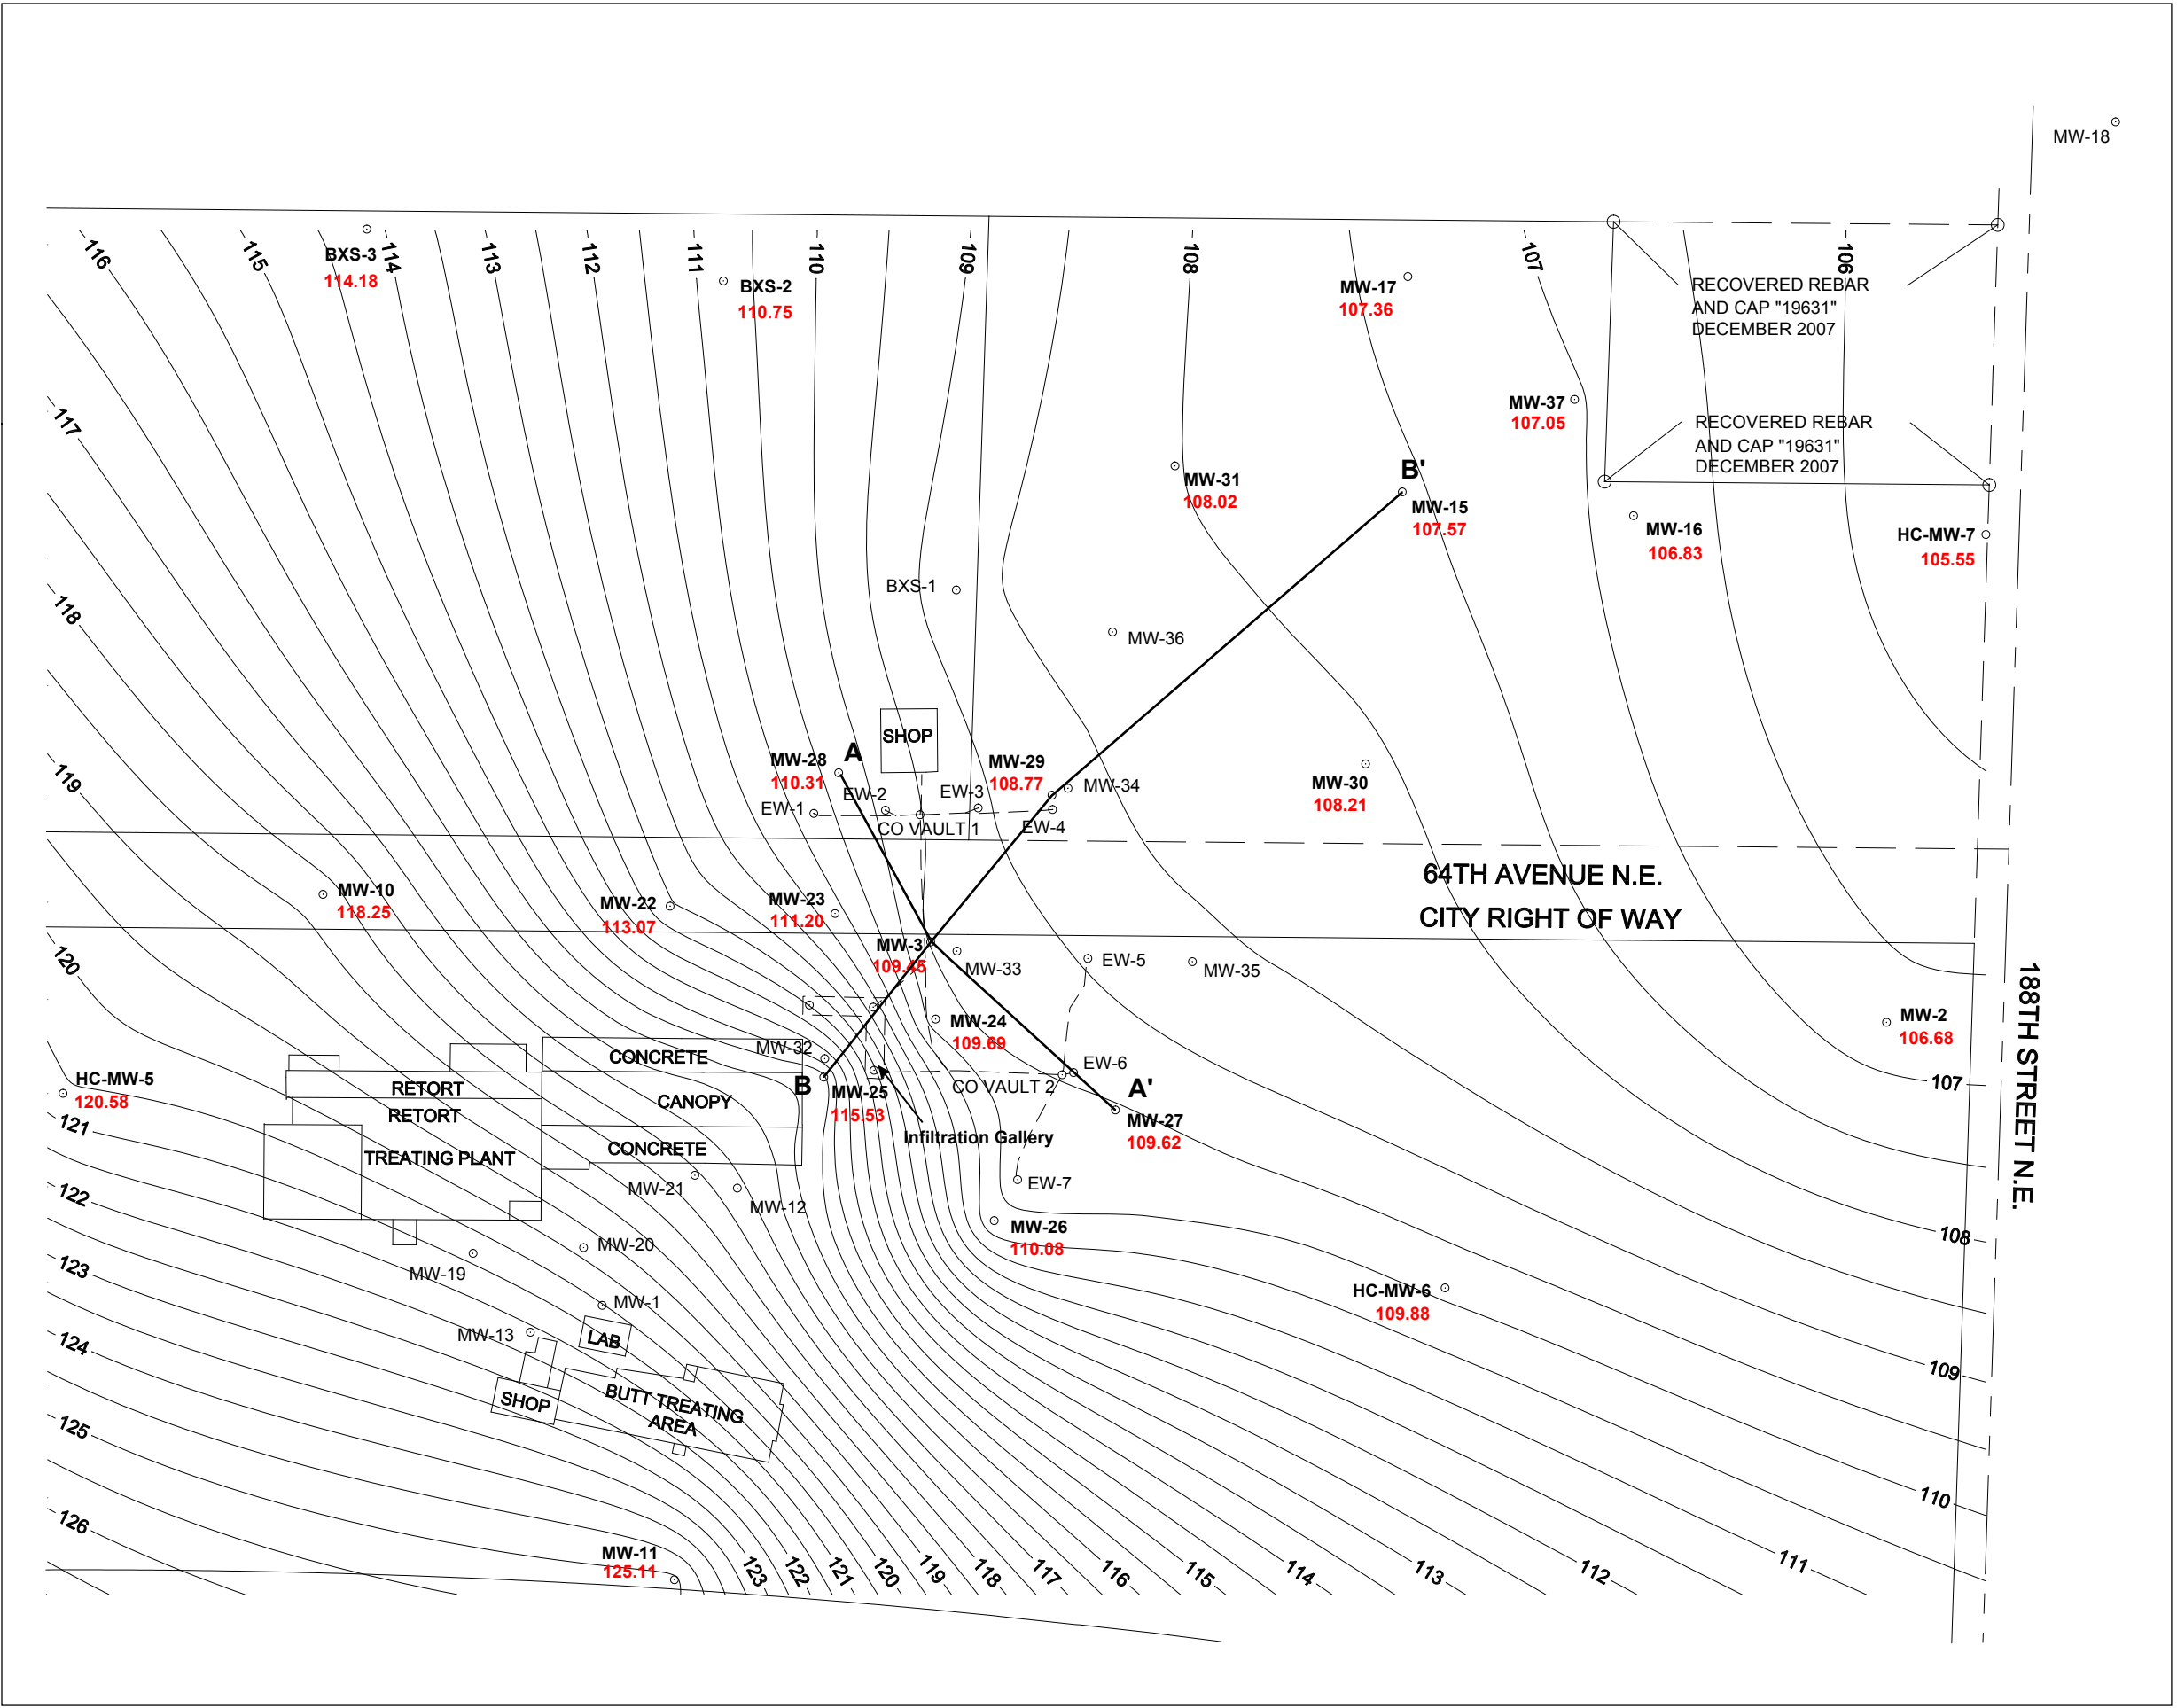 MW-18
116
115
BXS-3
114.18
114
113
112
111
BXS-2
110.75
110
109
108
MW-17
107.36
107
106
RECOVERED REBAR
AND CAP "19631"
DECEMBER 2007
117
MW-37
107.05
RECOVERED REBAR
AND CAP "19631"
DECEMBER 2007
MW-31
108.02
B'
MW-15
107.57
MW-16
106.83
HC-MW-7
105.55
118
BXS-1
MW-36
119
SHOP
A
MW-28
110.31
MW-29
108.77
MW-34
EW-1
EW-2
EW-3
EW-4
CO VAULT 1
MW-30
108.21
64TH AVENUE N.E.
CITY RIGHT OF WAY
MW-10
118.25
MW-22
113.07
MW-23
111.20
MW-3
109.45
MW-33
EW-5
MW-35
120
188TH STREET N.E.
MW-2
106.68
MW-24
109.69
MW-32
CONCRETE
B
MW-25
115.53
CO VAULT 2
EW-6
A'
MW-27
109.62
Infiltration Gallery
107
HC-MW-5
120.58
RETORT
RETORT
CANOPY
CONCRETE
TREATING PLANT
121
MW-21
MW-12
EW-7
122
MW-26
110.08
108
MW-20
MW-19
123
HC-MW-6
109.88
MW-1
MW-13
LAB
124
109
SHOP
BUTT TREATING
AREA
125
110
126
MW-11
125.11
123
122
121
120
119
118
117
116
115
114
113
112
111